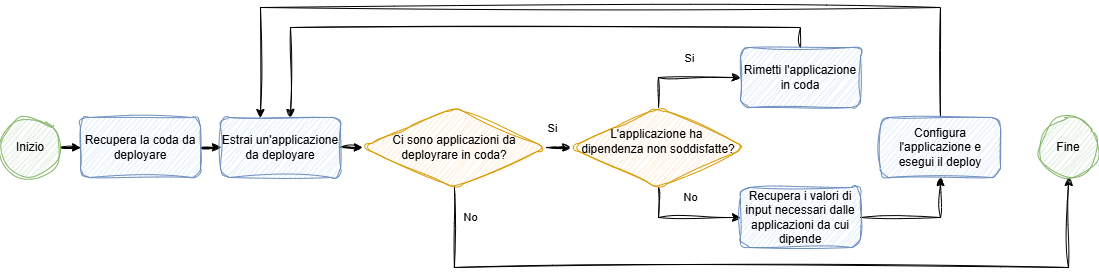 Inizio
Recupera la coda da
deployare
Estrai un'applicazione
da deployare
Ci sono applicazioni da
deployrare in coda?
Si
No
L'applicazione ha
dipendenza non soddisfatte?
Si
No
Rimetti l'applicazione
in coda
Recupera i valori di
input necessari dalle
applicazioni da cui
dipende
Configura
l'applicazione e
esegui il deploy
Fine